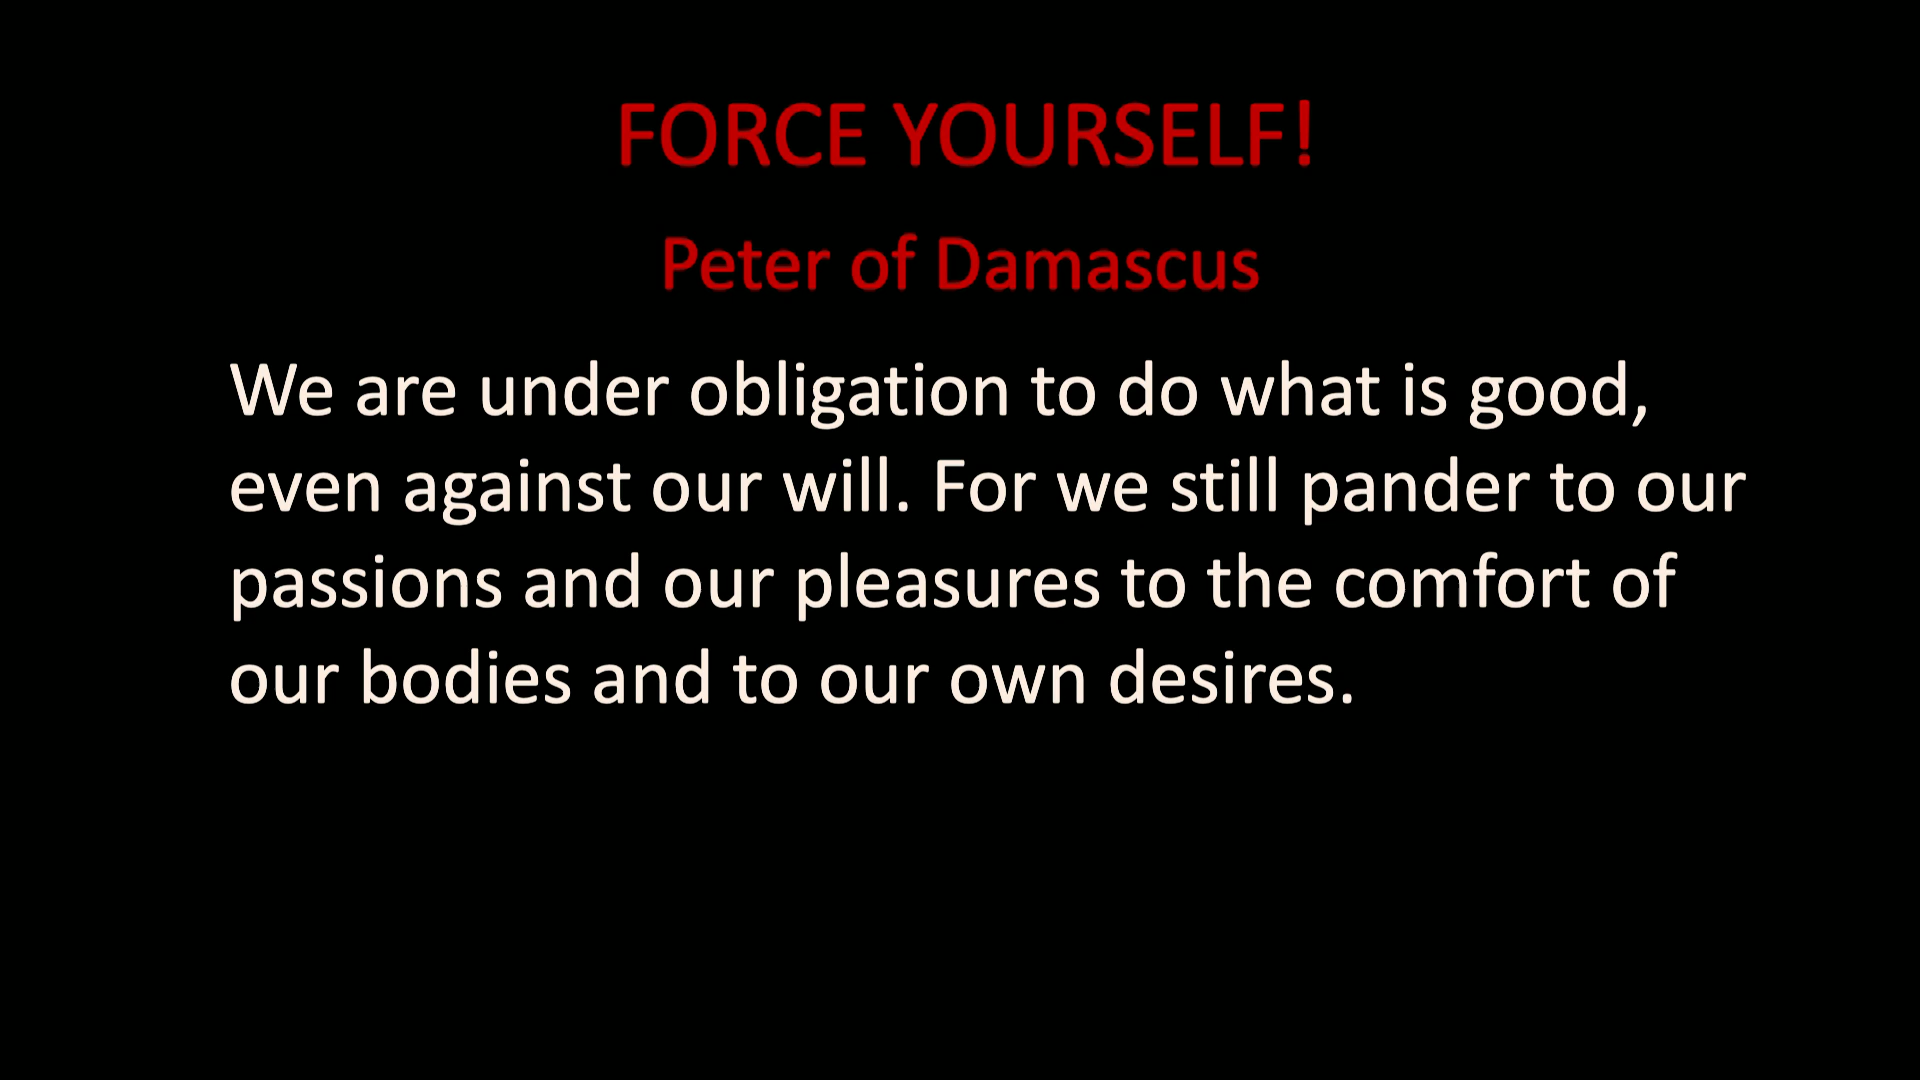 FORCE YOURSELF!
Peter of Damascus
We are under obligation to do what is good,
even against our will. For we still pander to our
passions and our pleasures to the comfort of
our bodies and to our own desires.